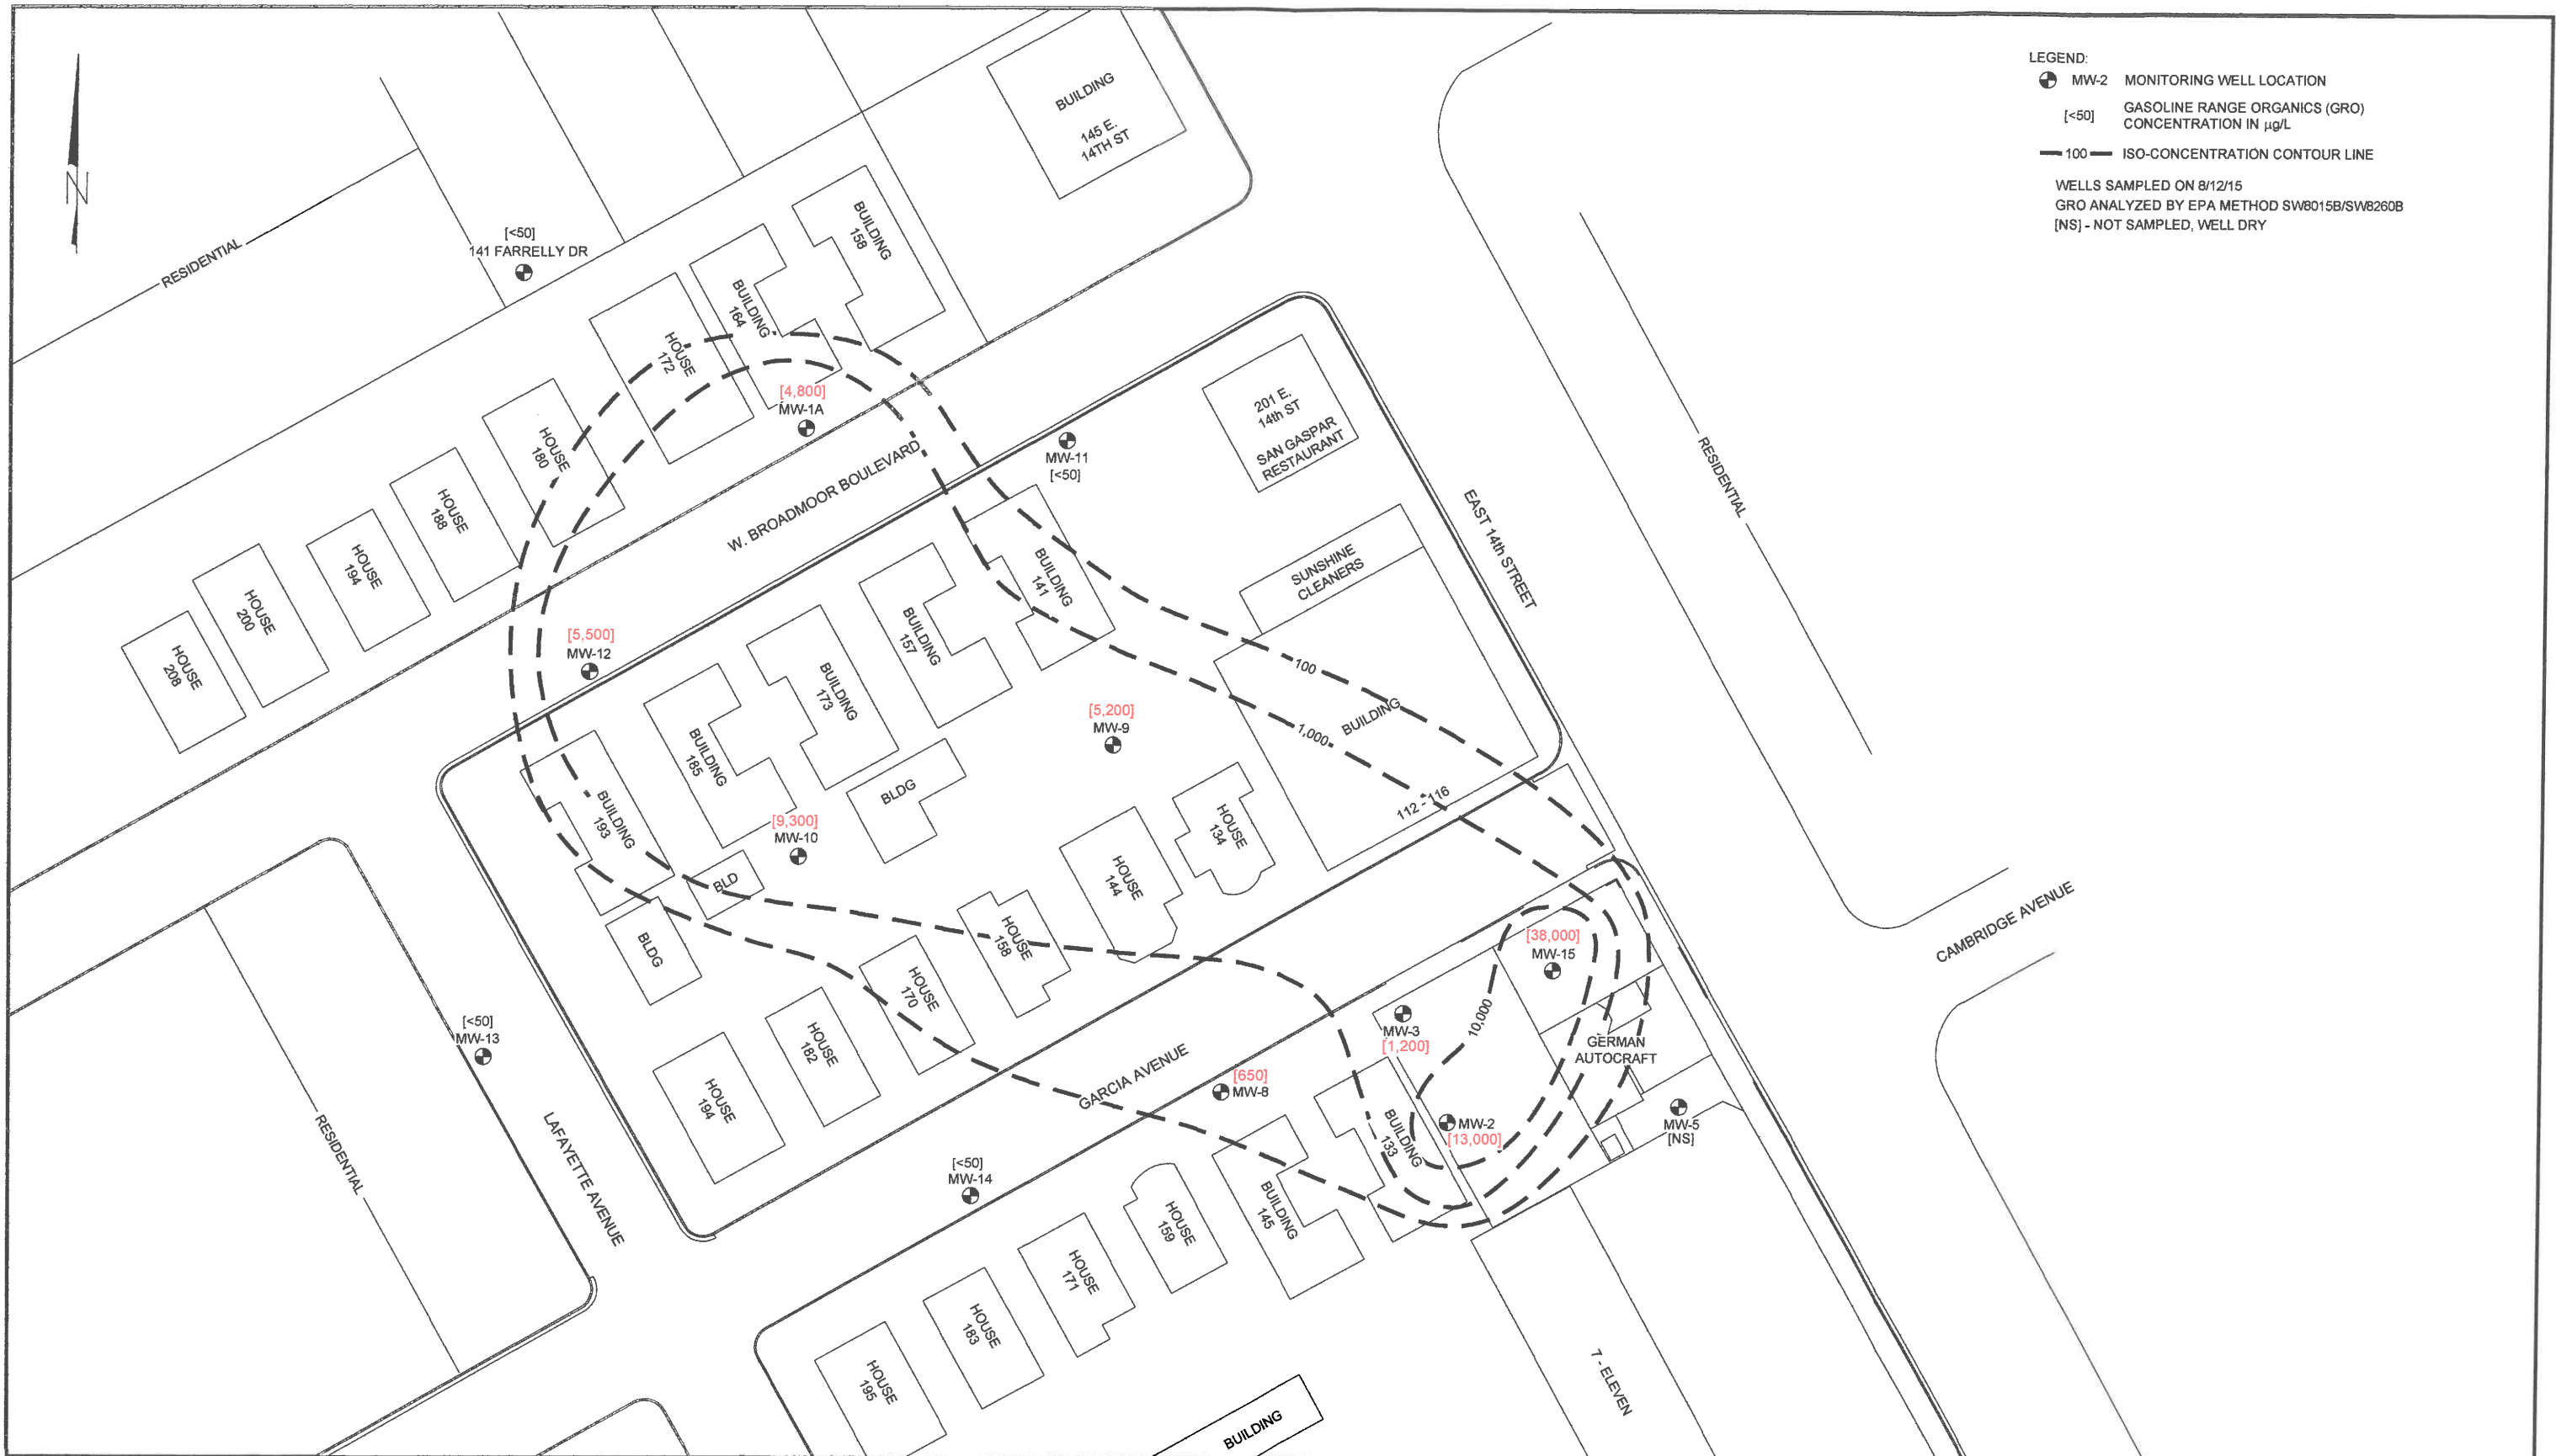 LEGEND:
MW-2 MONITORING WELL LOCATION
[<50] GASOLINE RANGE ORGANICS (GRO)
CONCENTRATION IN µg/L
100 ISO-CONCENTRATION CONTOUR LINE
WELLS SAMPLED ON 8/12/15
GRO ANALYZED BY EPA METHOD SW8015B/SW8260B
[NS] - NOT SAMPLED, WELL DRY
N
BUILDING
145 E.
14TH ST
RESIDENTIAL
[<50]
141 FARRELLY DR
BUILDING
158
BUILDING
164
HOUSE
172
[4,800]
MW-1A
HOUSE
180
HOUSE
188
HOUSE
194
HOUSE
200
HOUSE
208
W. BROADMOOR BOULEVARD
MW-11
[<50]
201 E.
14th ST
SAN GASPAR
RESTAURANT
EAST 14th STREET
RESIDENTIAL
SUNSHINE
CLEANERS
BUILDING
141
BUILDING
157
BUILDING
173
BUILDING
185
BUILDING
193
[5,500]
MW-12
100
1,000
BUILDING
112 - 116
[5,200]
MW-9
BLDG
[9,300]
MW-10
BLD
BLDG
HOUSE
134
HOUSE
144
HOUSE
158
HOUSE
170
HOUSE
182
HOUSE
194
CAMBRIDGE AVENUE
[38,000]
MW-15
10,000
MW-3
[1,200]
GERMAN
AUTOCRAFT
[<50]
MW-13
GARCIA AVENUE
[650]
MW-8
MW-2
[13,000]
MW-5
[NS]
RESIDENTIAL
LAFAYETTE AVENUE
[<50]
MW-14
BUILDING
133
BUILDING
145
HOUSE
159
HOUSE
171
HOUSE
183
HOUSE
195
7 - ELEVEN
BUILDING